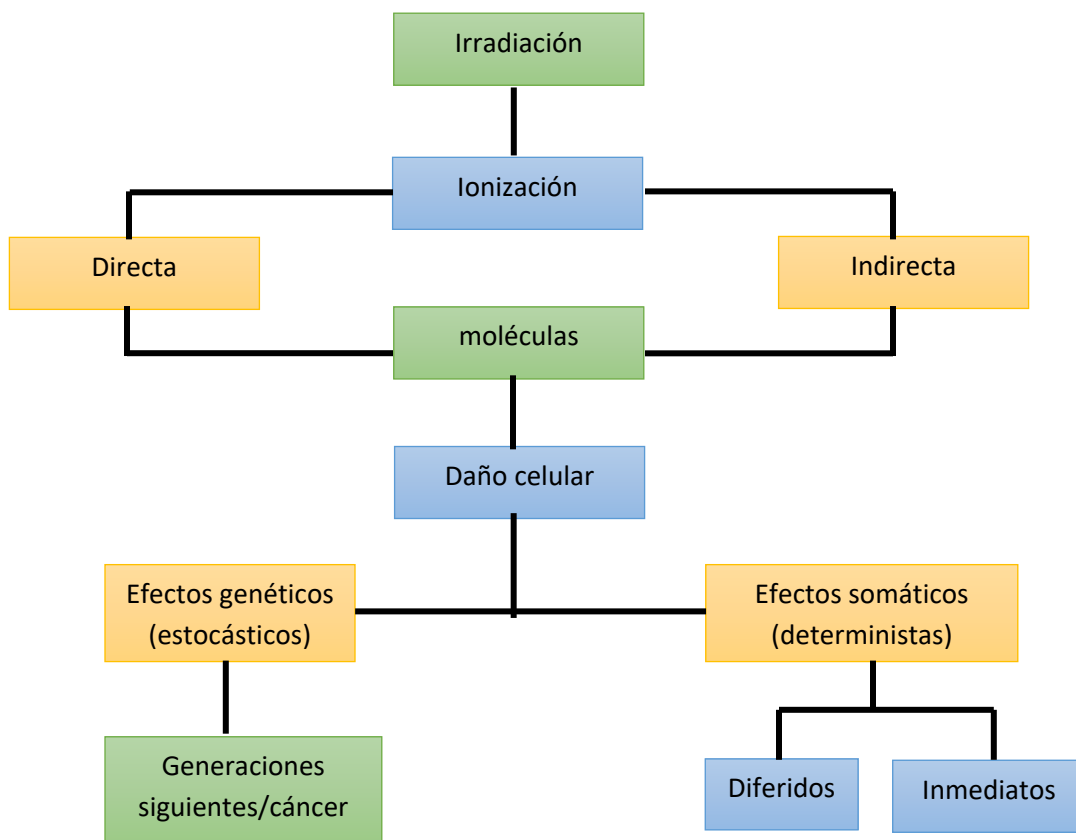 Irradiación
Ionización
Directa
Indirecta
moléculas
Daño celular
Efectos genéticos
(estocásticos)
Efectos somáticos
(deterministas)
Generaciones
siguientes/cáncer
Diferidos
Inmediatos